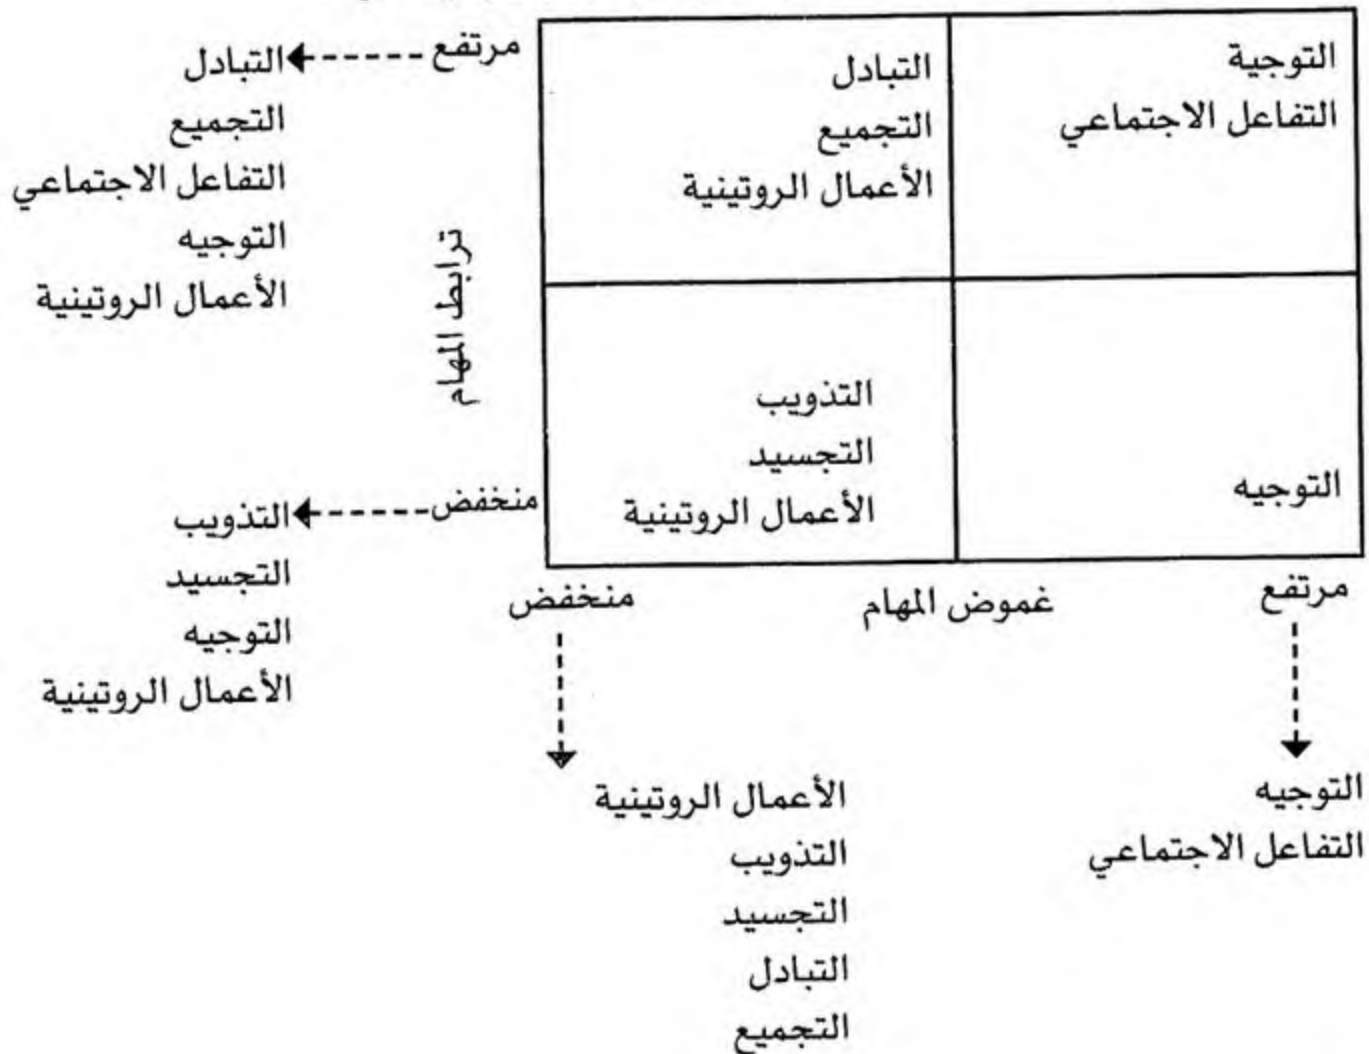 التوجية
التفاعل الاجتماعي
التبادل
التجميع
الأعمال الروتينية
مرتفع
التبادل
التجميع
التفاعل الاجتماعي
التوجيه
الأعمال الروتينية
ترابط المهام
التوجيه
التذويب
التجسيد
الأعمال الروتينية
منخفض
التذويب
التجسيد
التوجيه
الأعمال الروتينية
مرتفع
غموض المهام
منخفض
التوجيه
التفاعل الاجتماعي
الأعمال الروتينية
التذويب
التجسيد
التبادل
التجميع